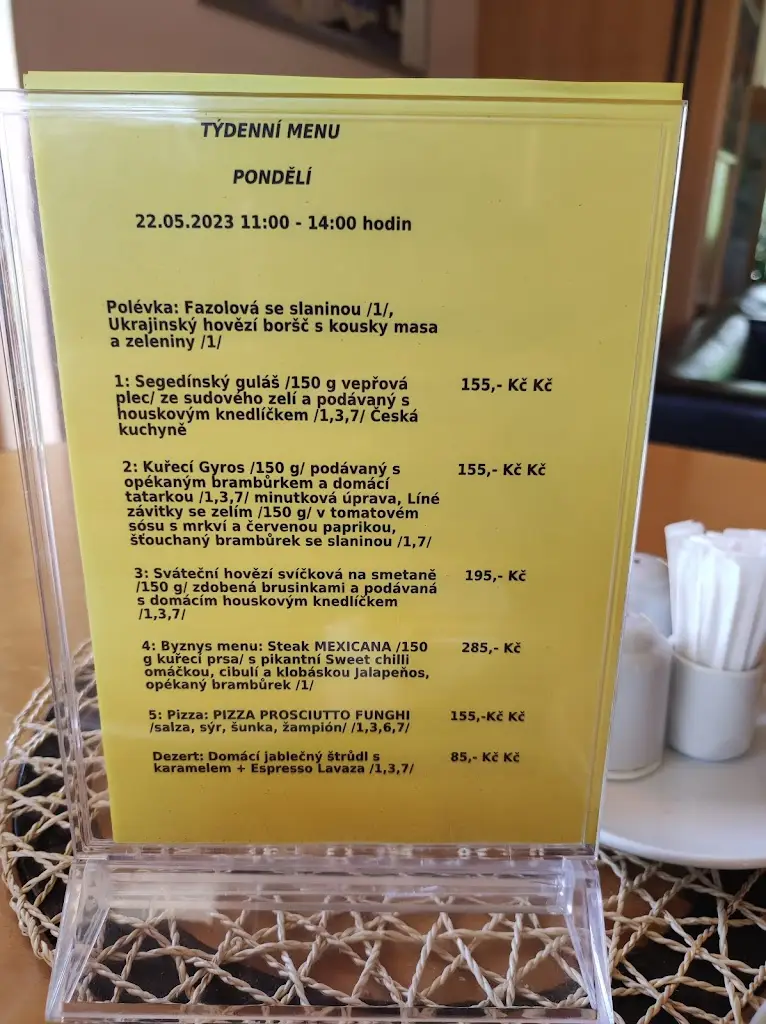 TÝDENNÍ MENU
PONDĚLÍ
22.05.2023 11:00 - 14:00 hodin
Polévka: Fazolová se slaninou /1/,
Ukrajinský hovězí boršč s kousky masa
a zeleniny /1/
1: Segedínský guláš /150 g vepřová 155,- Kč Kč
plec/ ze sudového zelí a podávaný s
houskovým knedlíčkem /1,3,7/ Česká
kuchyně
2: Kuřecí Gyros /150 g/ podávaný s 155,- Kč Kč
opékaným brambůrkem a domácí
tatarkou /1,3,7/ minutková úprava, Líné
závitky se zelím /150 g/ v tomatovém
sósu s mrkví a červenou paprikou,
šťouchaný brambůrek se slaninou /1,7/
3: Sváteční hovězí svíčková na smetaně 195,- Kč
/150 g/ zdobená brusinkami a podávaná
s domácím houskovým knedlíčkem
/1,3,7/
4: Byznys menu: Steak MEXICANA /150 285,- Kč
g kuřecí prsa/ s pikantní Sweet chilli
omáčkou, cibulí a klobáskou Jalapeňos,
opékaný brambůrek /1/
5: Pizza: PIZZA PROSCIUTTO FUNGHI 155,-Kč Kč
/salza, sýr, šunka, žampión/ /1,3,6,7/
Dezert: Domácí jablečný štrúdl s 85,- Kč Kč
karamelem + Espresso Lavaza /1,3,7/